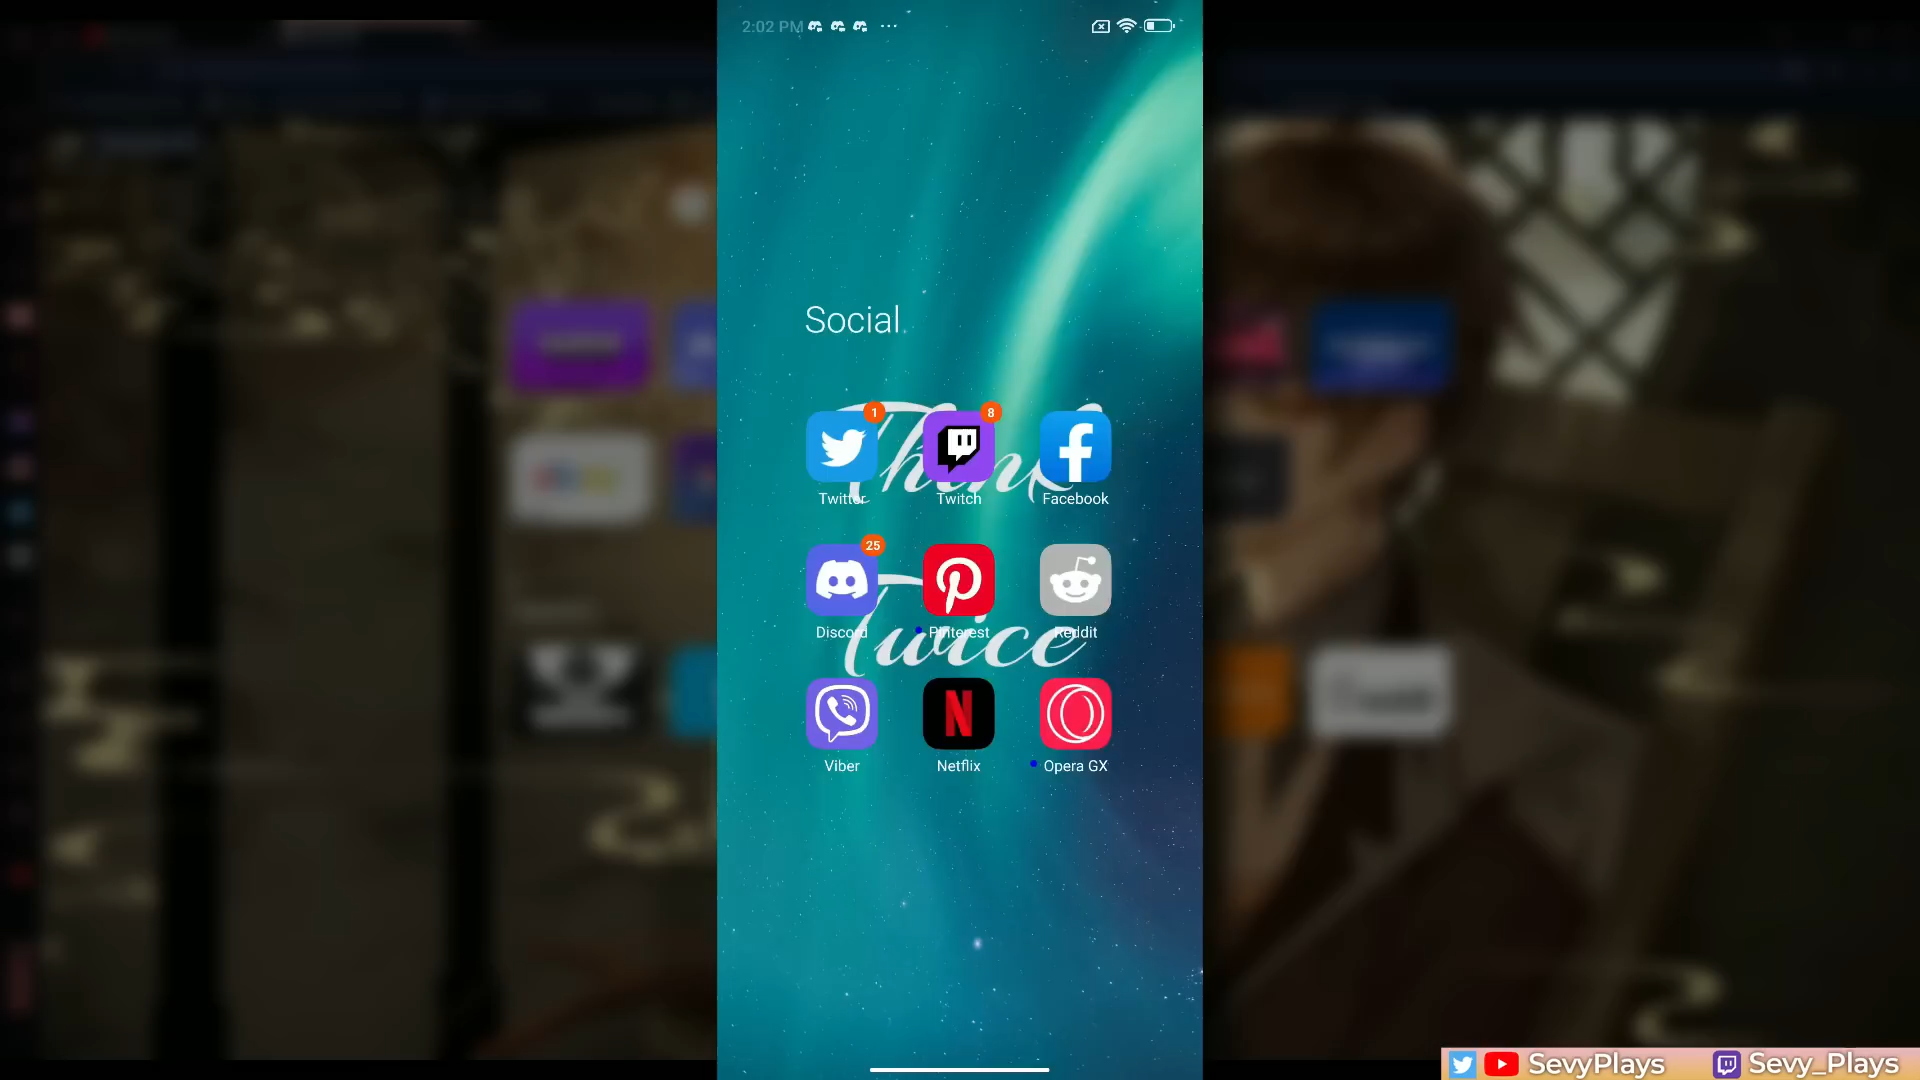 2:02 PM
Social
1
8
Think
Twitter
Twitch
Facebook
25
Discord
Pinterest
Reddit
Twice
N
Viber
Netflix
Opera GX
SevyPlays
Sevy_Plays